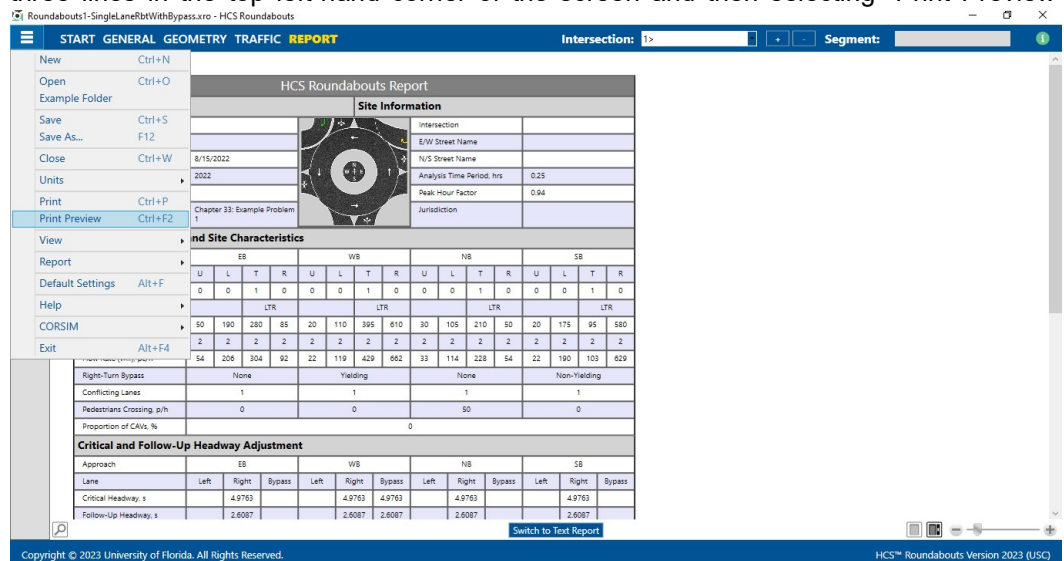 three lines in the top left-hand corner of the screen and then selecting "Print Preview"
Roundabouts1-SingleLaneRbtWithBypass.xro - HCS Roundabouts
START GENERAL GEOMETRY TRAFFIC REPORT Intersection: 1> + - Segment:
New Ctrl+N
Open Ctrl+O
Example Folder
Save Ctrl+S
Save As... F12
Close Ctrl+W
Units
Print Ctrl+P
Print Preview Ctrl+F2
View
Report
Default Settings Alt+F
Help
CORSIM
Exit Alt+F4
HCS Roundabouts Report
Site Information
Intersection
E/W Street Name
8/15/2022 N/S Street Name
2022 Analysis Time Period, hrs 0.25
Peak Hour Factor 0.94
Chapter 33: Example Problem Jurisdiction
1
and Site Characteristics
EB WB NB SB
U L T R U L T R U L T R U L T R
0 0 1 0 0 0 1 0 0 0 1 0 0 0 1 0
LTR LTR LTR LTR
50 190 280 85 20 110 395 610 30 105 210 50 20 175 95 580
2 2 2 2 2 2 2 2 2 2 2 2 2 2 2 2
54 206 304 92 22 119 429 662 33 114 228 54 22 190 103 629
Right-Turn Bypass None Yielding None Non-Yielding
Conflicting Lanes 1 1 1 1
Pedestrians Crossing, p/h 0 0 50 0
Proportion of CAVs, % 0
Critical and Follow-Up Headway Adjustment
Approach EB WB NB SB
Lane Left Right Bypass Left Right Bypass Left Right Bypass Left Right Bypass
Critical Headway, s 4.9763 4.9763 4.9763 4.9763 4.9763
Follow-Up Headway, s 2.6087 2.6087 2.6087 2.6087 2.6087
Switch to Text Report
Copyright © 2023 University of Florida. All Rights Reserved. HCS™ Roundabouts Version 2023 (USC)